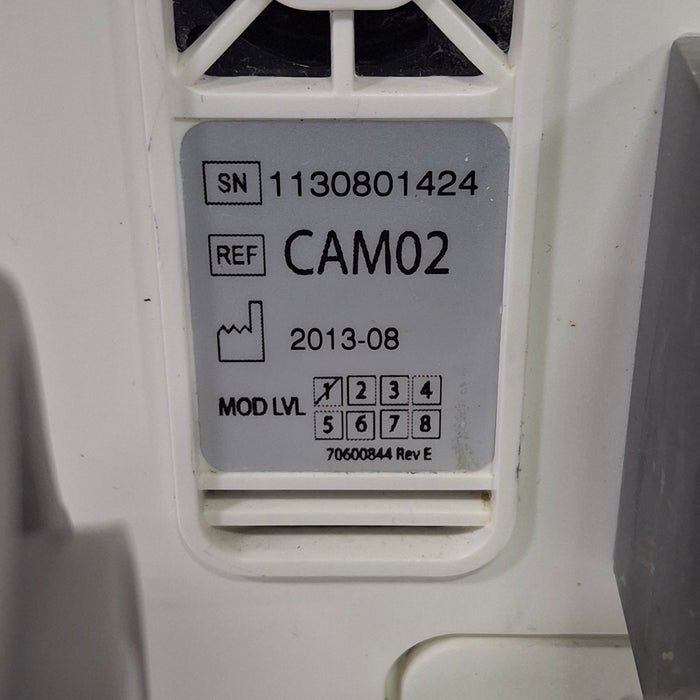 SN 1130801424
REF CAM02
2013-08
MOD LVL 1 2 3 4
5 6 7 8
70600844 Rev E